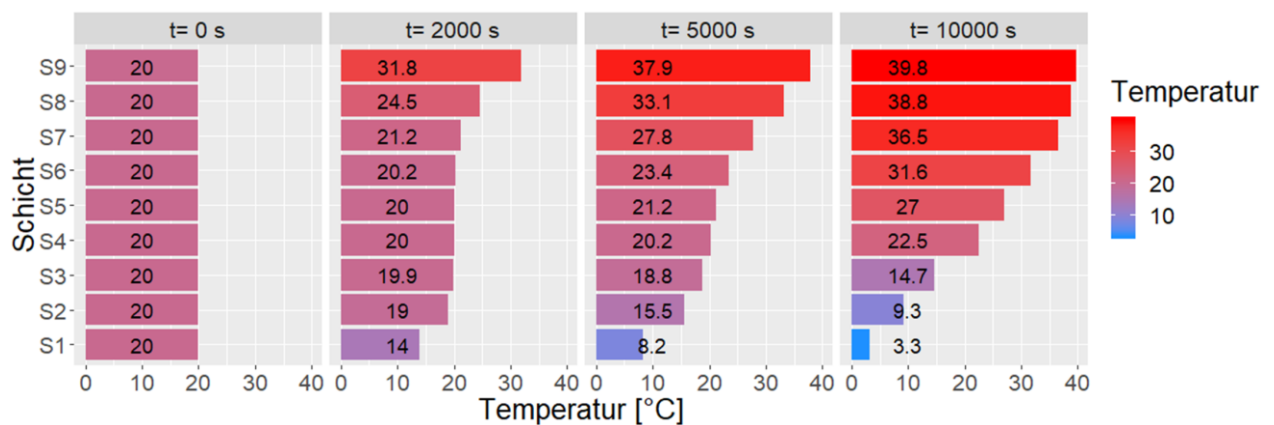 t= 0 s t= 2000 s t= 5000 s t= 10000 s
S9 20 31.8 37.9 39.8
S8 20 24.5 33.1 38.8
S7 20 21.2 27.8 36.5
S6 20 20.2 23.4 31.6
S5 20 20 21.2 27
S4 20 20 20.2 22.5
S3 20 19.9 18.8 14.7
S2 20 19 15.5 9.3
S1 20 14 8.2 3.3
0 10 20 30 40 0 10 20 30 40 0 10 20 30 40 0 10 20 30 40
Temperatur [°C]
Schicht
Temperatur
30
20
10